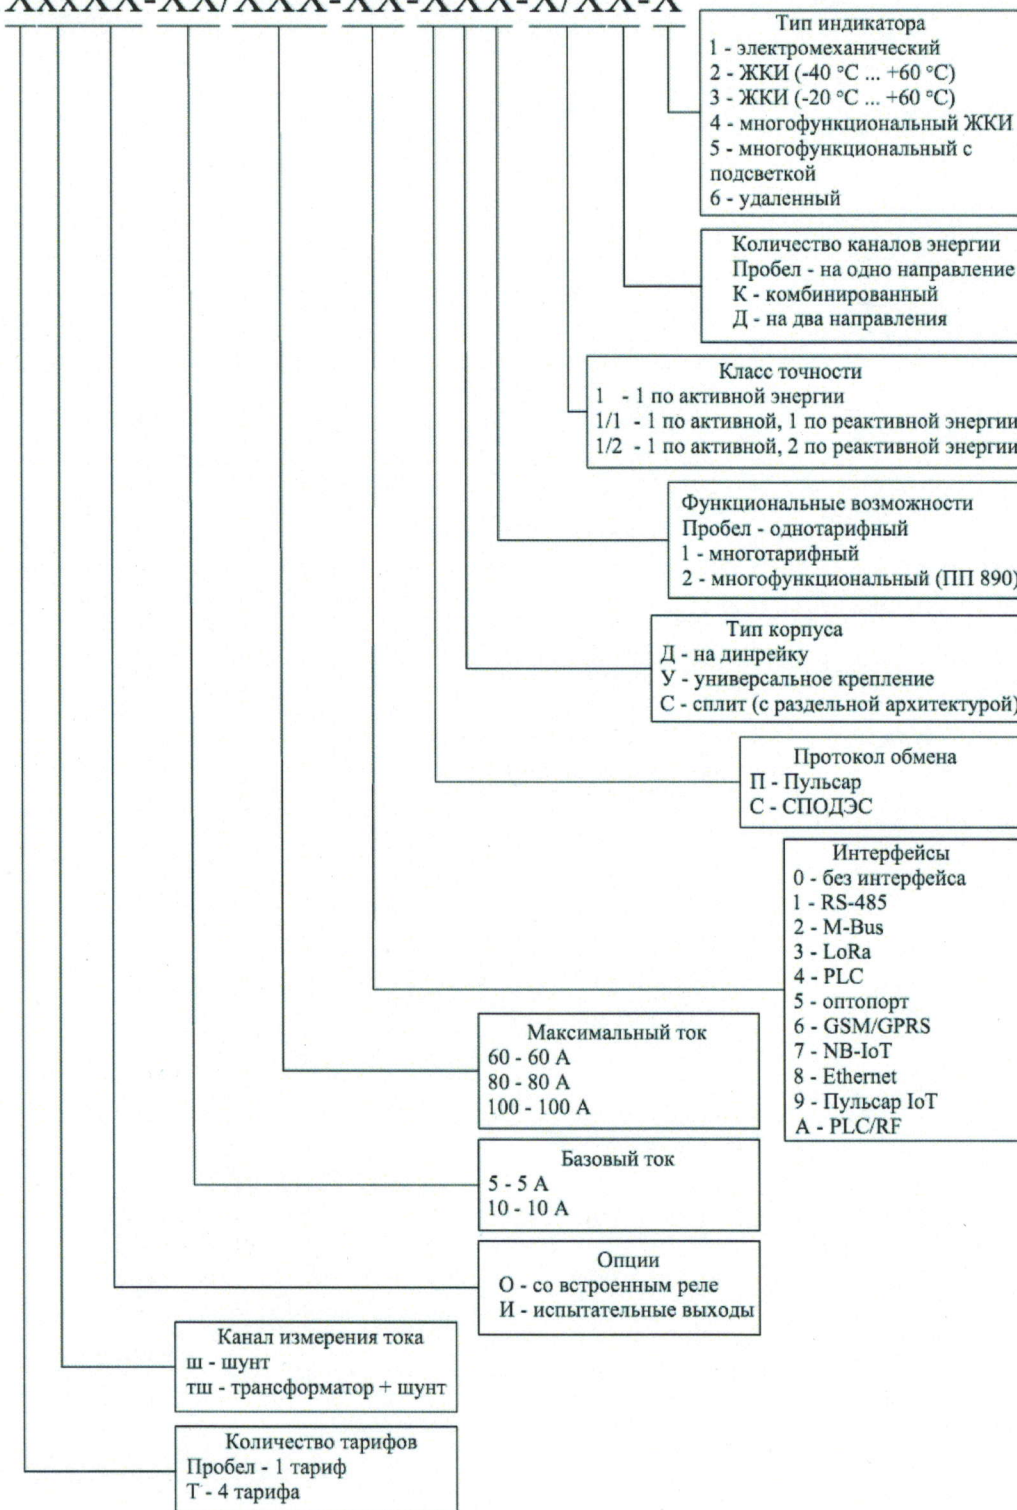 XxxXX-XX/XXX-XX-XXX-X/XX-X
Тип индикатора
1 - электромеханический
2 - ЖКИ (-40 °С ... +60 °С)
3 - ЖКИ (-20 °С ... +60 °С)
4 - многофункциональный ЖКИ
5 - многофункциональный с
подсветкой
6 - удаленный
Количество каналов энергии
Пробел - на одно направление
К - комбинированный
Д - на два направления
Класс точности
1 - 1 по активной энергии
1/1 - 1 по активной, 1 по реактивной энергии
1/2 - 1 по активной, 2 по реактивной энергии
Функциональные возможности
Пробел - однотарифный
1 - многотарифный
2 - многофункциональный (ПП 890)
Тип корпуса
Д - на динрейку
У - универсальное крепление
С - сплит (с раздельной архитектурой)
Протокол обмена
П - Пульсар
С - СПОДЭС
Интерфейсы
0 - без интерфейса
1 - RS-485
2 - M-Bus
3 - LoRa
4 - PLC
5 - оптопорт
6 - GSM/GPRS
7 - NB-IoT
8 - Ethernet
9 - Пульсар IoT
А - PLC/RF
Максимальный ток
60 - 60 А
80 - 80 А
100 - 100 А
Базовый ток
5 - 5 А
10 - 10 А
Опции
О - со встроенным реле
И - испытательные выходы
Канал измерения тока
ш - шунт
тш - трансформатор + шунт
Количество тарифов
Пробел - 1 тариф
Т - 4 тарифа